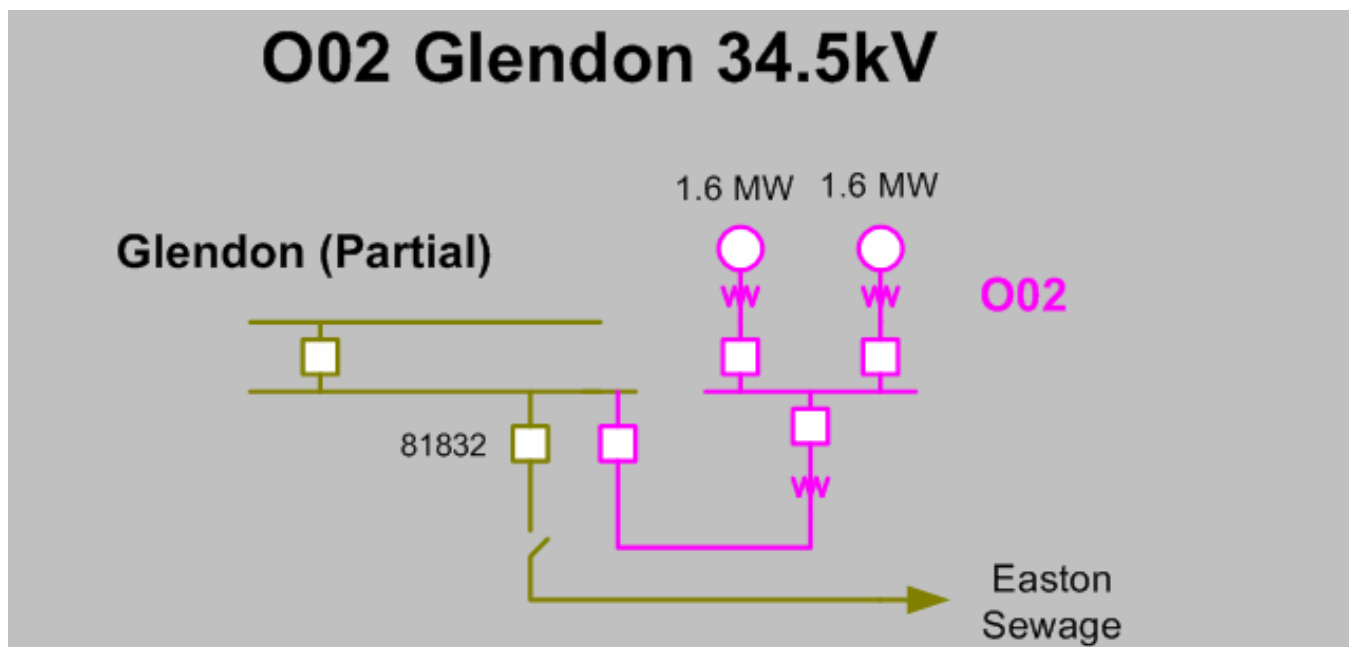 O02 Glendon 34.5kV
1.6 MW 1.6 MW
Glendon (Partial)
O02
81832
Easton
Sewage